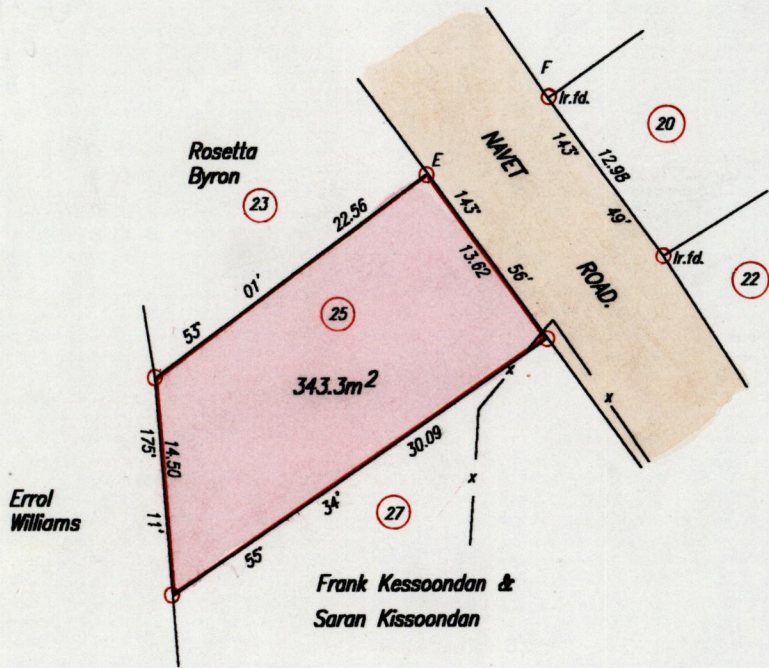 F
Ir.fd.
20
143'
12.98
49'
NAVET
ROAD.
Ir.fd.
22
Rosetta
Byron
23
E
143'
13.62
56'
22.56
01'
53'
25
343.3m²
175'
14.50
11'
Errol
Williams
x
x
x
30.09
34'
55'
27
Frank Kessoondan &
Saran Kissoondan